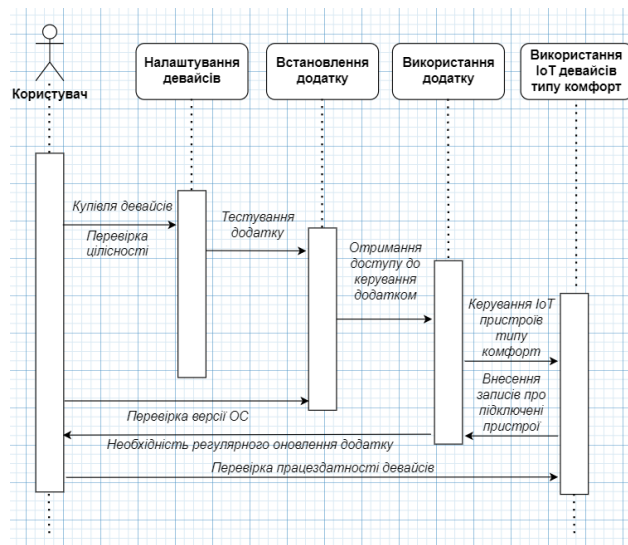 Користувач
Налаштування
девайсів
Встановлення
додатку
Використання
додатку
Використання
IoT девайсів
типу комфорт
Купівля девайсів
Перевірка
цілісності
Тестування
додатку
Отримання
доступу до
керування
додатком
Керування IoT
пристроїв
типу
комфорт
Внесення
записів про
підключені
пристрої
Перевірка версії ОС
Необхідність регулярного оновлення додатку
Перевірка працездатності девайсів